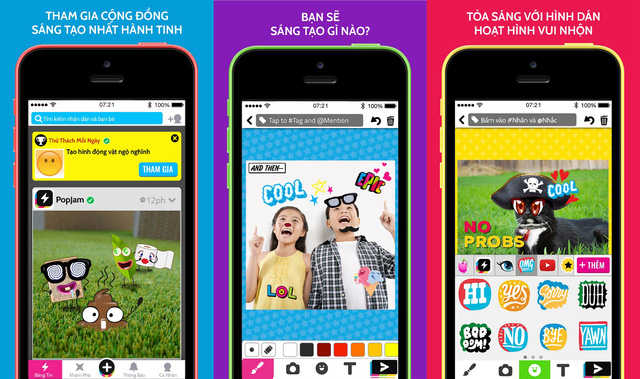 THAM GIA CỘNG ĐỒNG
SÁNG TẠO NHẤT HÀNH TINH
07:21
100%
Tìm kiếm nhãn dán và bạn bè
Thử Thách Mỗi Ngày
Tạo hình động vật ngộ nghĩnh
THAM GIA
PopJam
12ph
Bảng Tin
Khám Phá
Thông Báo
Cá Nhân
BẠN SẼ
SÁNG TẠO GÌ NÀO?
07:21
100%
Tap to #Tag and @Mention
AND THEN--
COOL
EPIC
LOL
T
TỎA SÁNG VỚI HÌNH DÁN
HOẠT HÌNH VUI NHỘN
07:21
100%
Bấm vào #Nhãn và @Nhắc
COOL
NO
PROBS
OMG
+ THÊM
HI
YES
Sorry
DUH
BADOOM!
NO
BYE
YAWN
T